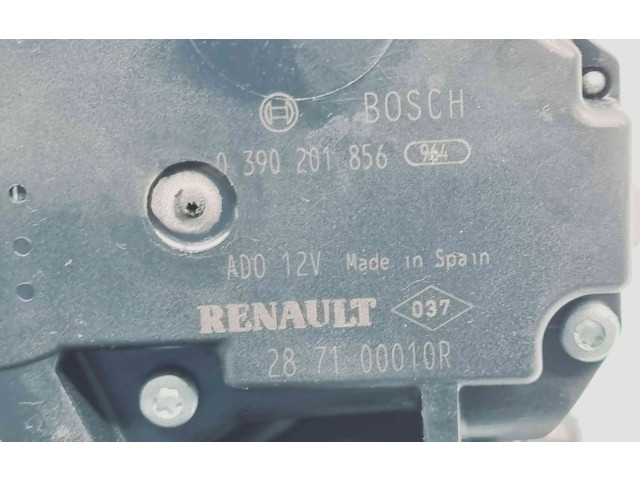 BOSCH
0 390 201 856 964
ADO 12V Made in Spain
RENAULT 037
28 71 00010R